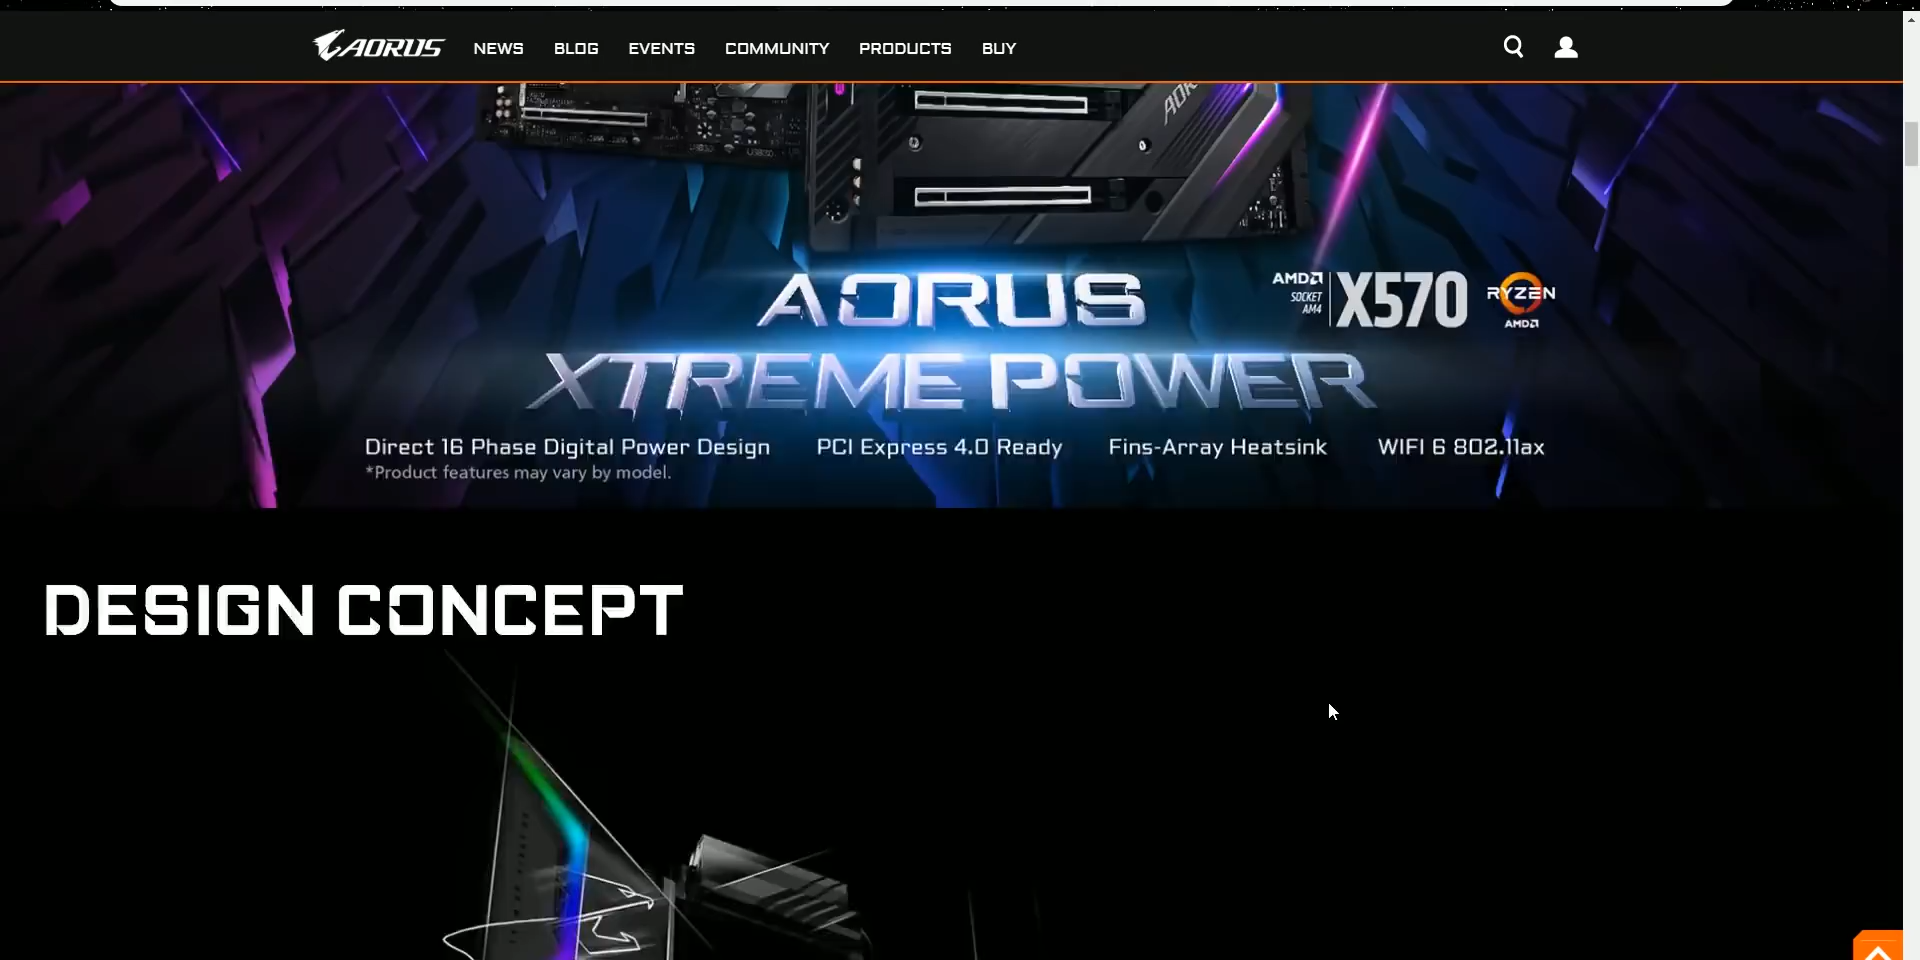 AORUS NEWS BLOG EVENTS COMMUNITY PRODUCTS BUY
AORUS
AMD X570 RYZEN
SOCKET
AM4
AMD
XTREME POWER
Direct 16 Phase Digital Power Design PCI Express 4.0 Ready Fins-Array Heatsink WIFI 6 802.11ax
*Product features may vary by model.
DESIGN CONCEPT